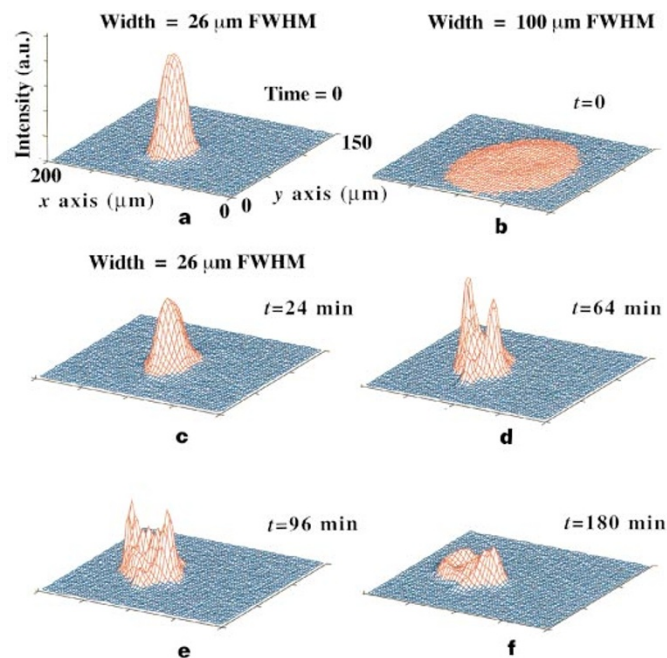 Width = 26 µm FWHM
Width = 100 µm FWHM
Intensity (a.u.)
Time = 0
t=0
150
200
x axis (µm)
0 0
y axis (µm)
a
b
Width = 26 µm FWHM
t=24 min
t=64 min
c
d
t=96 min
t=180 min
e
f